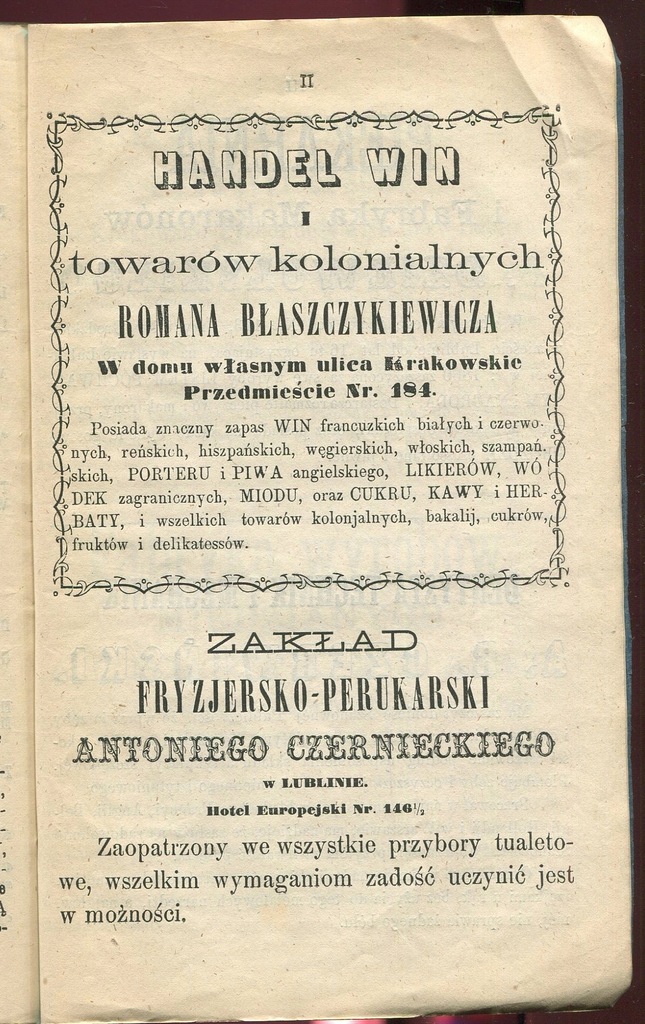 II
HANDEL WIN
I
towarów kolonialnych
ROMANA BŁASZCZYKIEWICZA
W domu własnym ulica Krakowskie
Przedmieście Nr. 184.
Posiada znaczny zapas WIN francuzkich białych i czerwo-
nych, reńskich, hiszpańskich, węgierskich, włoskich, szampań.
skich, PORTERU i PIWA angielskiego, LIKIERÓW, WÓ
DEK zagranicznych, MIODU, oraz CUKRU, KAWY i HER-
BATY, i wszelkich towarów kolonjalnych, bakalij, cukrów,
fruktów i delikatessów.
ZAKŁAD
FRYZJERSKO-PERUKARSKI
ANTONIEGO CZERNIECKIEGO
w LUBLINIE.
Hotel Europejski Nr. 146½
Zaopatrzony we wszystkie przybory tualeto-
we, wszelkim wymaganiom zadość uczynić jest
w możności.